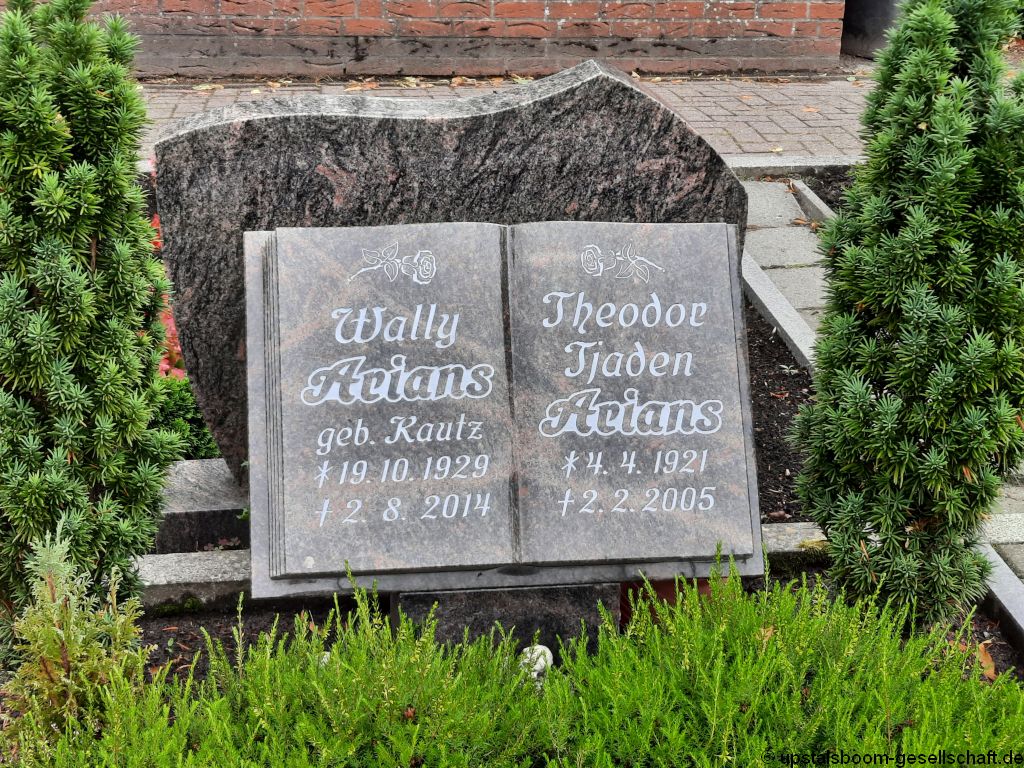 Wally
Arians
geb. Kautz
* 19. 10. 1929
† 2. 8. 2014
Theodor
Tjaden
Arians
* 4. 4. 1921
† 2. 2. 2005
upstalsboom-gesellschaft.de